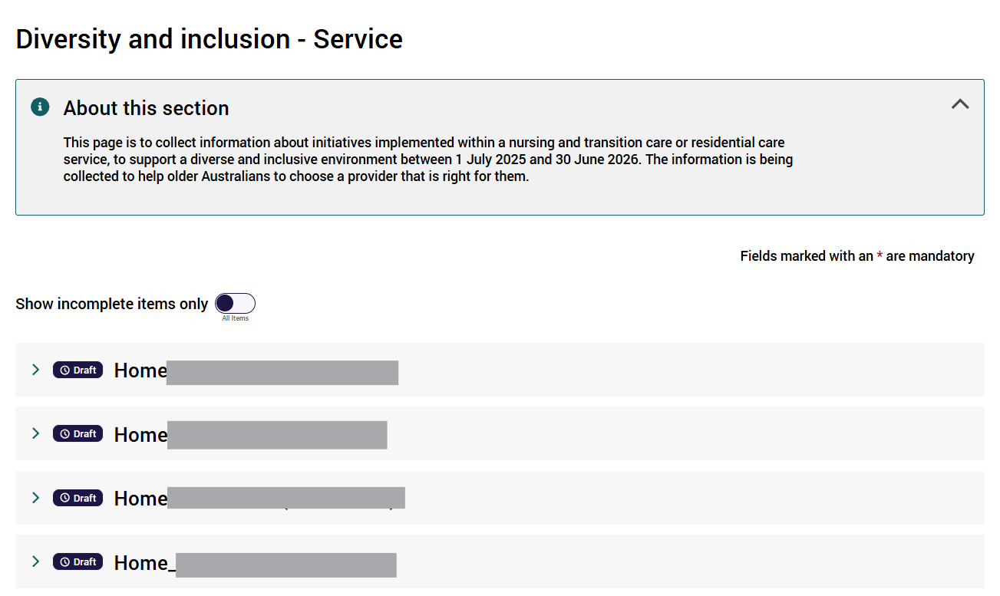 Diversity and inclusion - Service
About this section
This page is to collect information about initiatives implemented within a nursing and transition care or residential care
service, to support a diverse and inclusive environment between 1 July 2025 and 30 June 2026. The information is being
collected to help older Australians to choose a provider that is right for them.
Fields marked with an * are mandatory
Show incomplete items only
All Items
Draft Home
Draft Home
Draft Home
Draft Home_